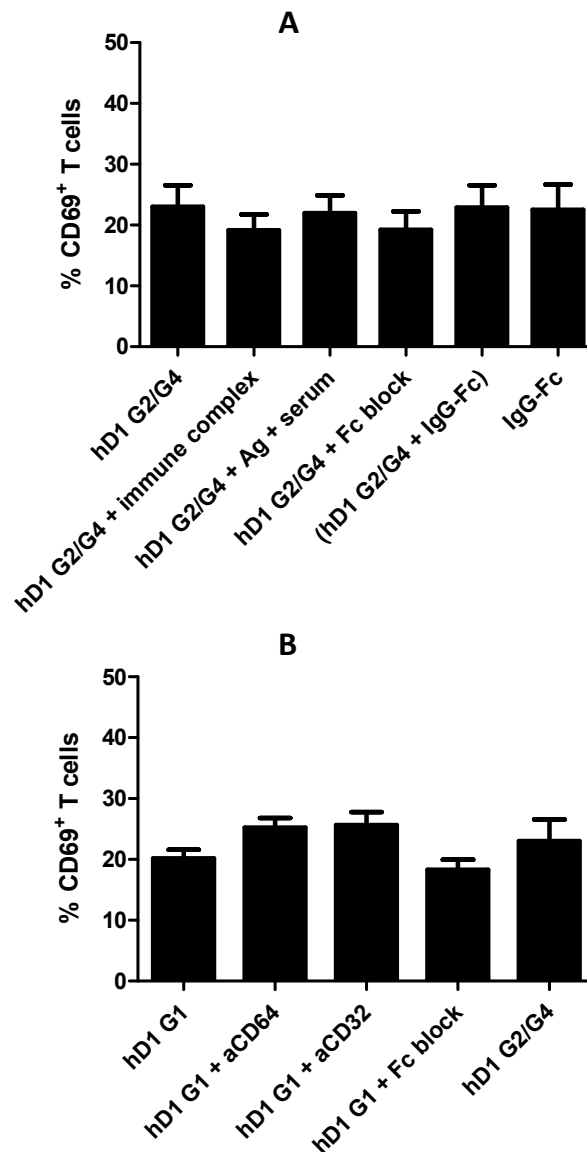 A
% CD69+ T cells
50
40
30
20
10
0
hD1 G2/G4
hD1 G2/G4 + immune complex
hD1 G2/G4 + Ag + serum
hD1 G2/G4 + Fc block
(hD1 G2/G4 + IgG-Fc)
IgG-Fc
B
% CD69+ T cells
50
40
30
20
10
0
hD1 G1
hD1 G1 + aCD64
hD1 G1 + aCD32
hD1 G1 + Fc block
hD1 G2/G4